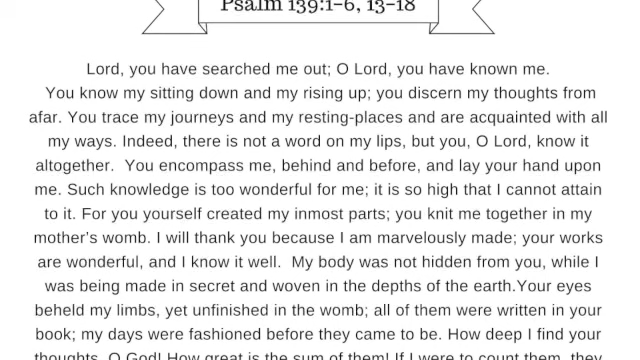 Psalm 139:1-6, 13-18
Lord, you have searched me out; O Lord, you have known me.
You know my sitting down and my rising up; you discern my thoughts from
afar. You trace my journeys and my resting-places and are acquainted with all
my ways. Indeed, there is not a word on my lips, but you, O Lord, know it
altogether.  You encompass me, behind and before, and lay your hand upon
me. Such knowledge is too wonderful for me; it is so high that I cannot attain
to it. For you yourself created my inmost parts; you knit me together in my
mother’s womb. I will thank you because I am marvelously made; your works
are wonderful, and I know it well.  My body was not hidden from you, while I
was being made in secret and woven in the depths of the earth.Your eyes
beheld my limbs, yet unfinished in the womb; all of them were written in your
book; my days were fashioned before they came to be. How deep I find your
thoughts, O God! How great is the sum of them! If I were to count them, they